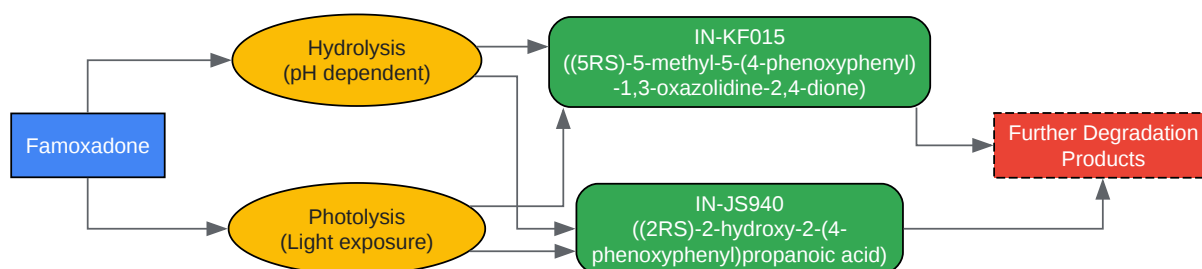 Famoxadone
Hydrolysis
(pH dependent)
Photolysis
(Light exposure)
IN-KF015
((5RS)-5-methyl-5-(4-phenoxyphenyl)
-1,3-oxazolidine-2,4-dione)
IN-JS940
((2RS)-2-hydroxy-2-(4-
phenoxyphenyl)propanoic acid)
Further Degradation
Products